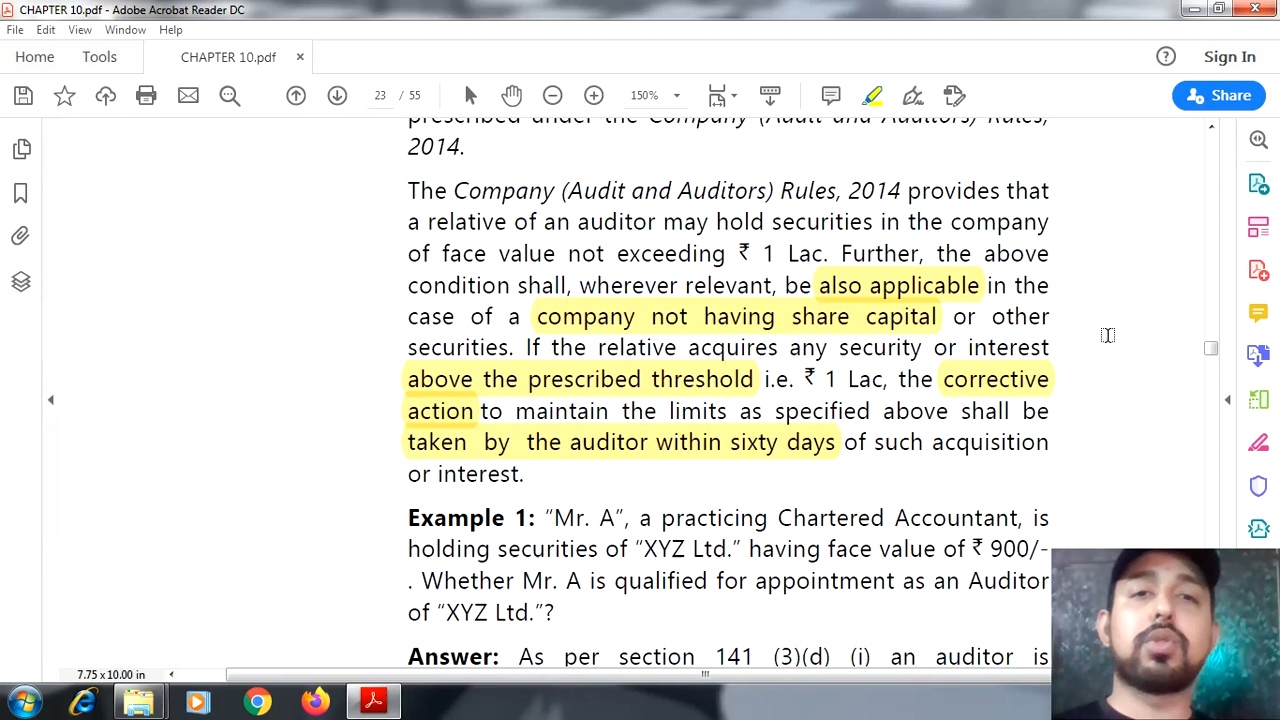 CHAPTER 10.pdf - Adobe Acrobat Reader DC
File Edit View Window Help
Home Tools CHAPTER 10.pdf × Sign In
23 / 55 150% Share
prescribed under the Company (Audit and Auditors) Rules,
2014.
The Company (Audit and Auditors) Rules, 2014 provides that
a relative of an auditor may hold securities in the company
of face value not exceeding ₹ 1 Lac. Further, the above
condition shall, wherever relevant, be also applicable in the
case of a company not having share capital or other
securities. If the relative acquires any security or interest
above the prescribed threshold i.e. ₹ 1 Lac, the corrective
action to maintain the limits as specified above shall be
taken by the auditor within sixty days of such acquisition
or interest.
Example 1: “Mr. A”, a practicing Chartered Accountant, is
holding securities of “XYZ Ltd.” having face value of ₹ 900/-
. Whether Mr. A is qualified for appointment as an Auditor
of “XYZ Ltd.”?
Answer: As per section 141 (3)(d) (i) an auditor is
7.75 x 10.00 in